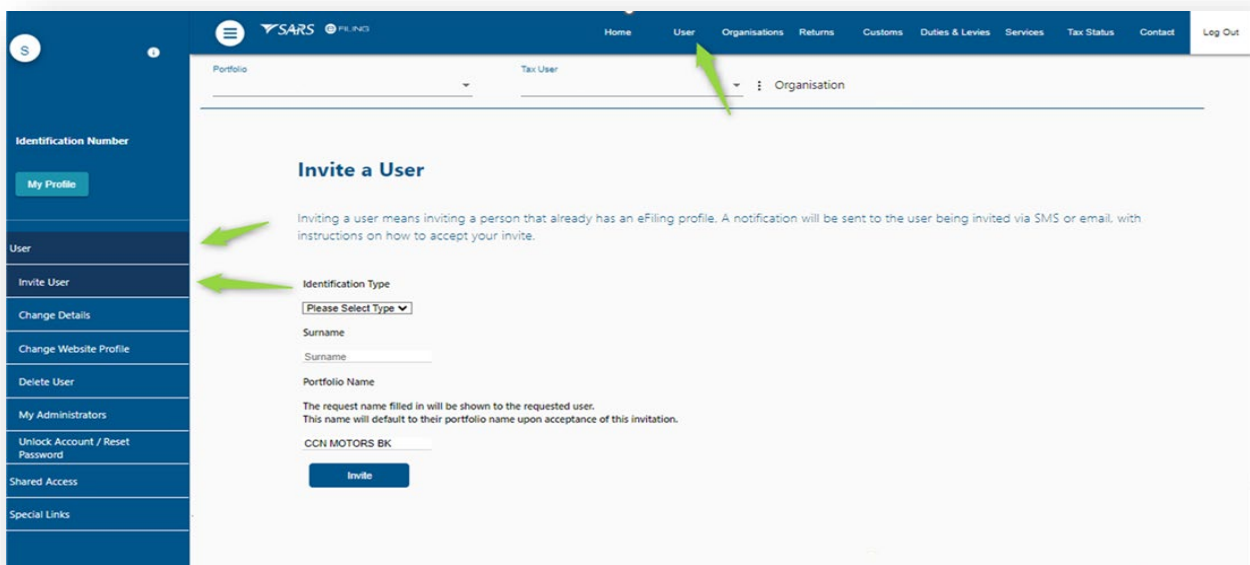 S
SARS eFILING
Home User Organisations Returns Customs Duties & Levies Services Tax Status Contact Log Out
Portfolio
Tax User
Organisation
Identification Number
My Profile
User
Invite User
Change Details
Change Website Profile
Delete User
My Administrators
Unlock Account / Reset
Password
Shared Access
Special Links
Invite a User
Inviting a user means inviting a person that already has an eFiling profile. A notification will be sent to the user being invited via SMS or email, with
instructions on how to accept your invite.
Identification Type
Please Select Type
Surname
Surname
Portfolio Name
The request name filled in will be shown to the requested user.
This name will default to their portfolio name upon acceptance of this invitation.
CCN MOTORS BK
Invite